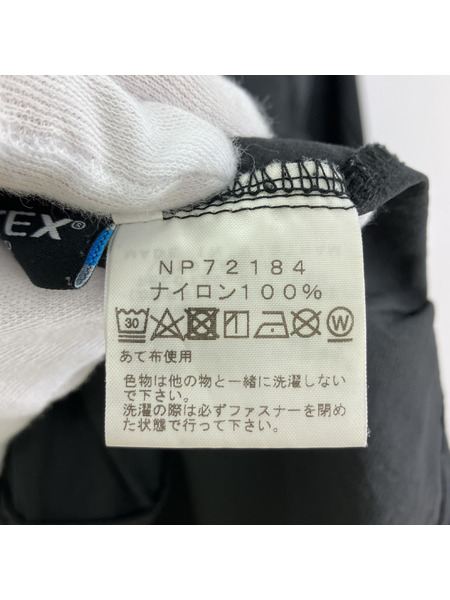 TEX®
NP72184
ナイロン100%
30 W
あて布使用
色物は他の物と一緒に洗濯しない
で下さい。
洗濯の際は必ずファスナーを閉め
た状態で行って下さい。